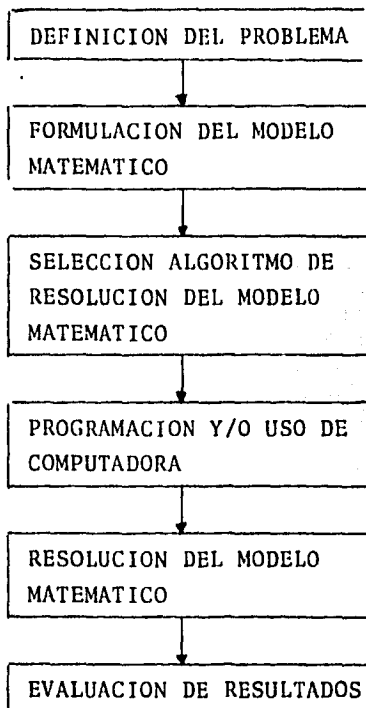 DEFINICION DEL PROBLEMA
FORMULACION DEL MODELO
MATEMATICO
SELECCION ALGORITMO DE
RESOLUCION DEL MODELO
MATEMATICO
PROGRAMACION Y/O USO DE
COMPUTADORA
RESOLUCION DEL MODELO
MATEMATICO
EVALUACION DE RESULTADOS